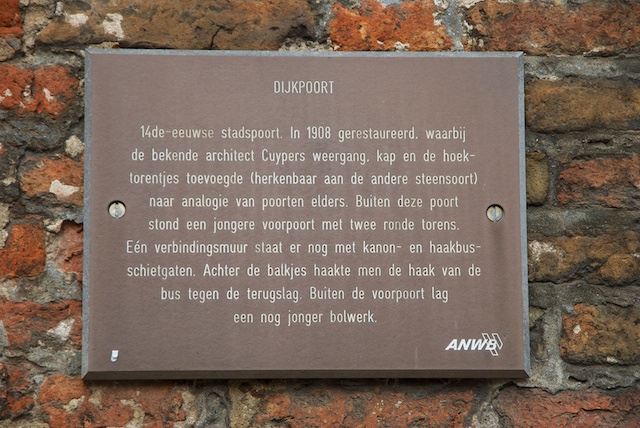 DIJKPOORT
14de-eeuwse stadspoort. In 1908 gerestaureerd, waarbij
de bekende architect Cuypers weergang, kap en de hoek-
torentjes toevoegde (herkenbaar aan de andere steensoort)
naar analogie van poorten elders. Buiten deze poort
stond een jongere voorpoort met twee ronde torens.
Eén verbindingsmuur staat er nog met kanon- en haakbus-
schietgaten. Achter de balkjes haakte men de haak van de
bus tegen de terugslag. Buiten de voorpoort lag
een nog jonger bolwerk.
ANWB